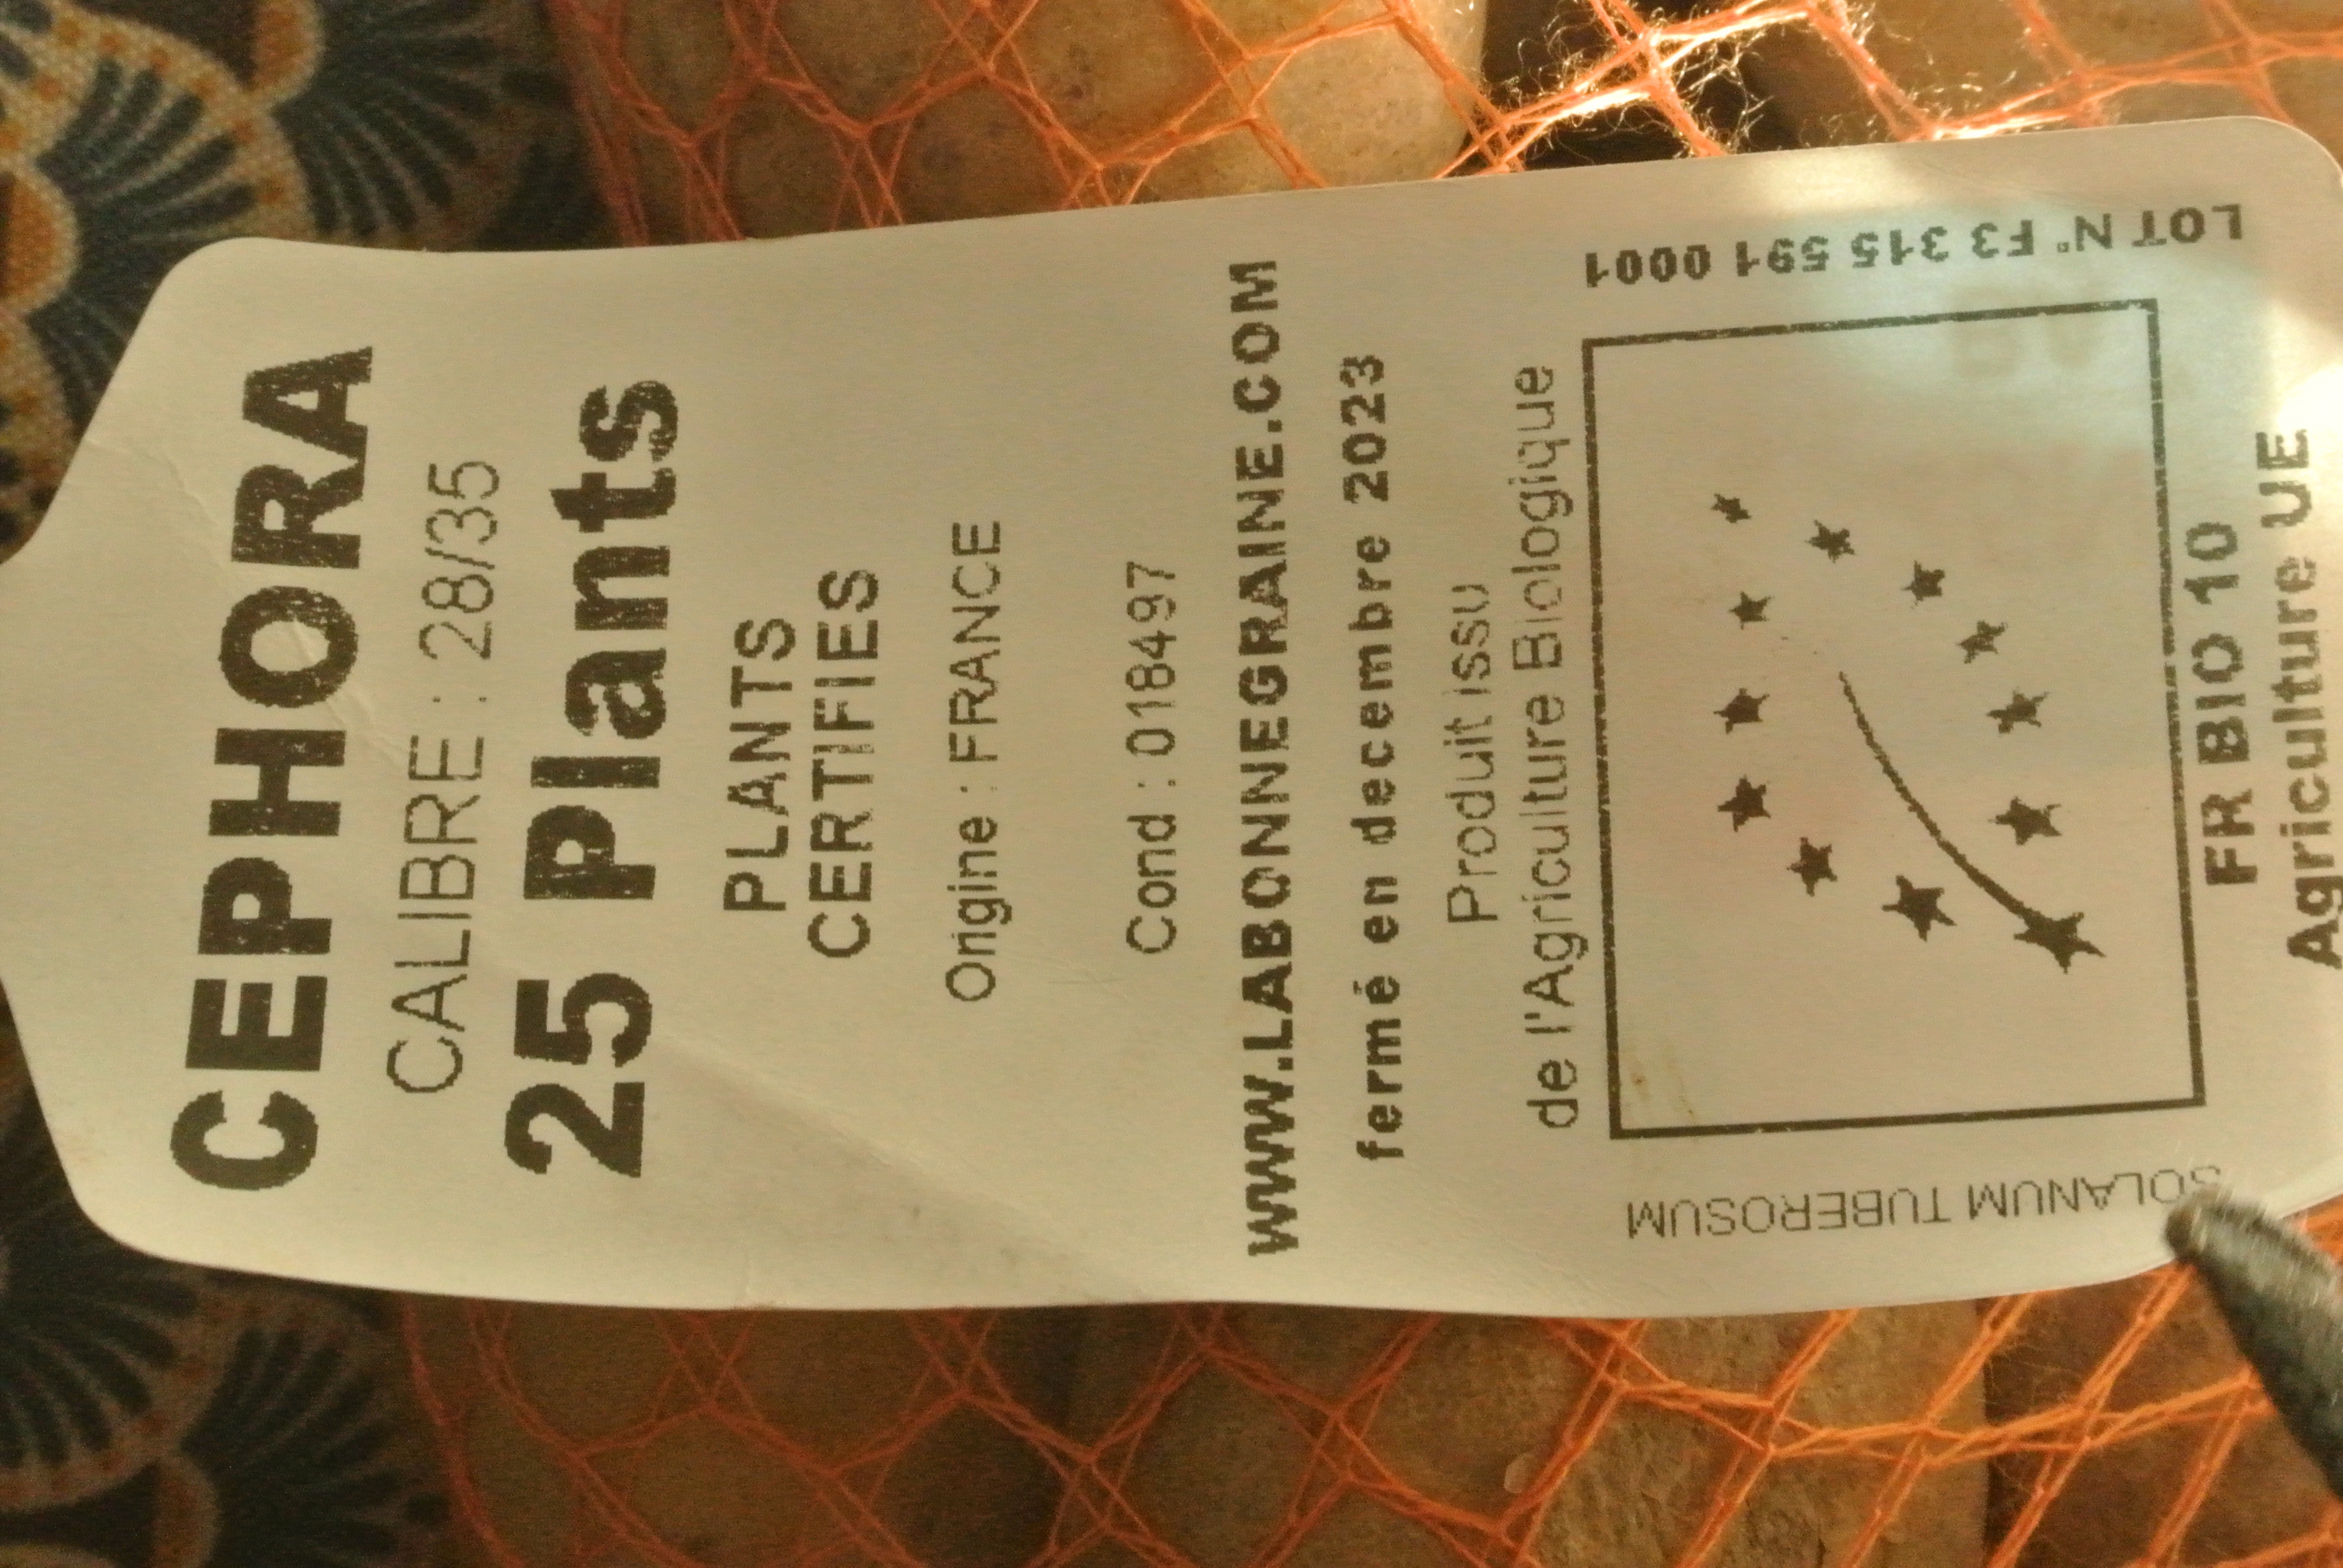 CEPHORA
CALIBRE : 28/35
25 Plants
PLANTS
CERTIFIES
Origine : FRANCE
Cond : 018497
WWW.LABONNEGRAINE.COM
fermé en decembre 2023
Produit issu
de l'Agriculture Biologique
FR BIO 10
Agriculture UE
SOLANUM TUBEROSUM
LOT N° F3 315 591 0001